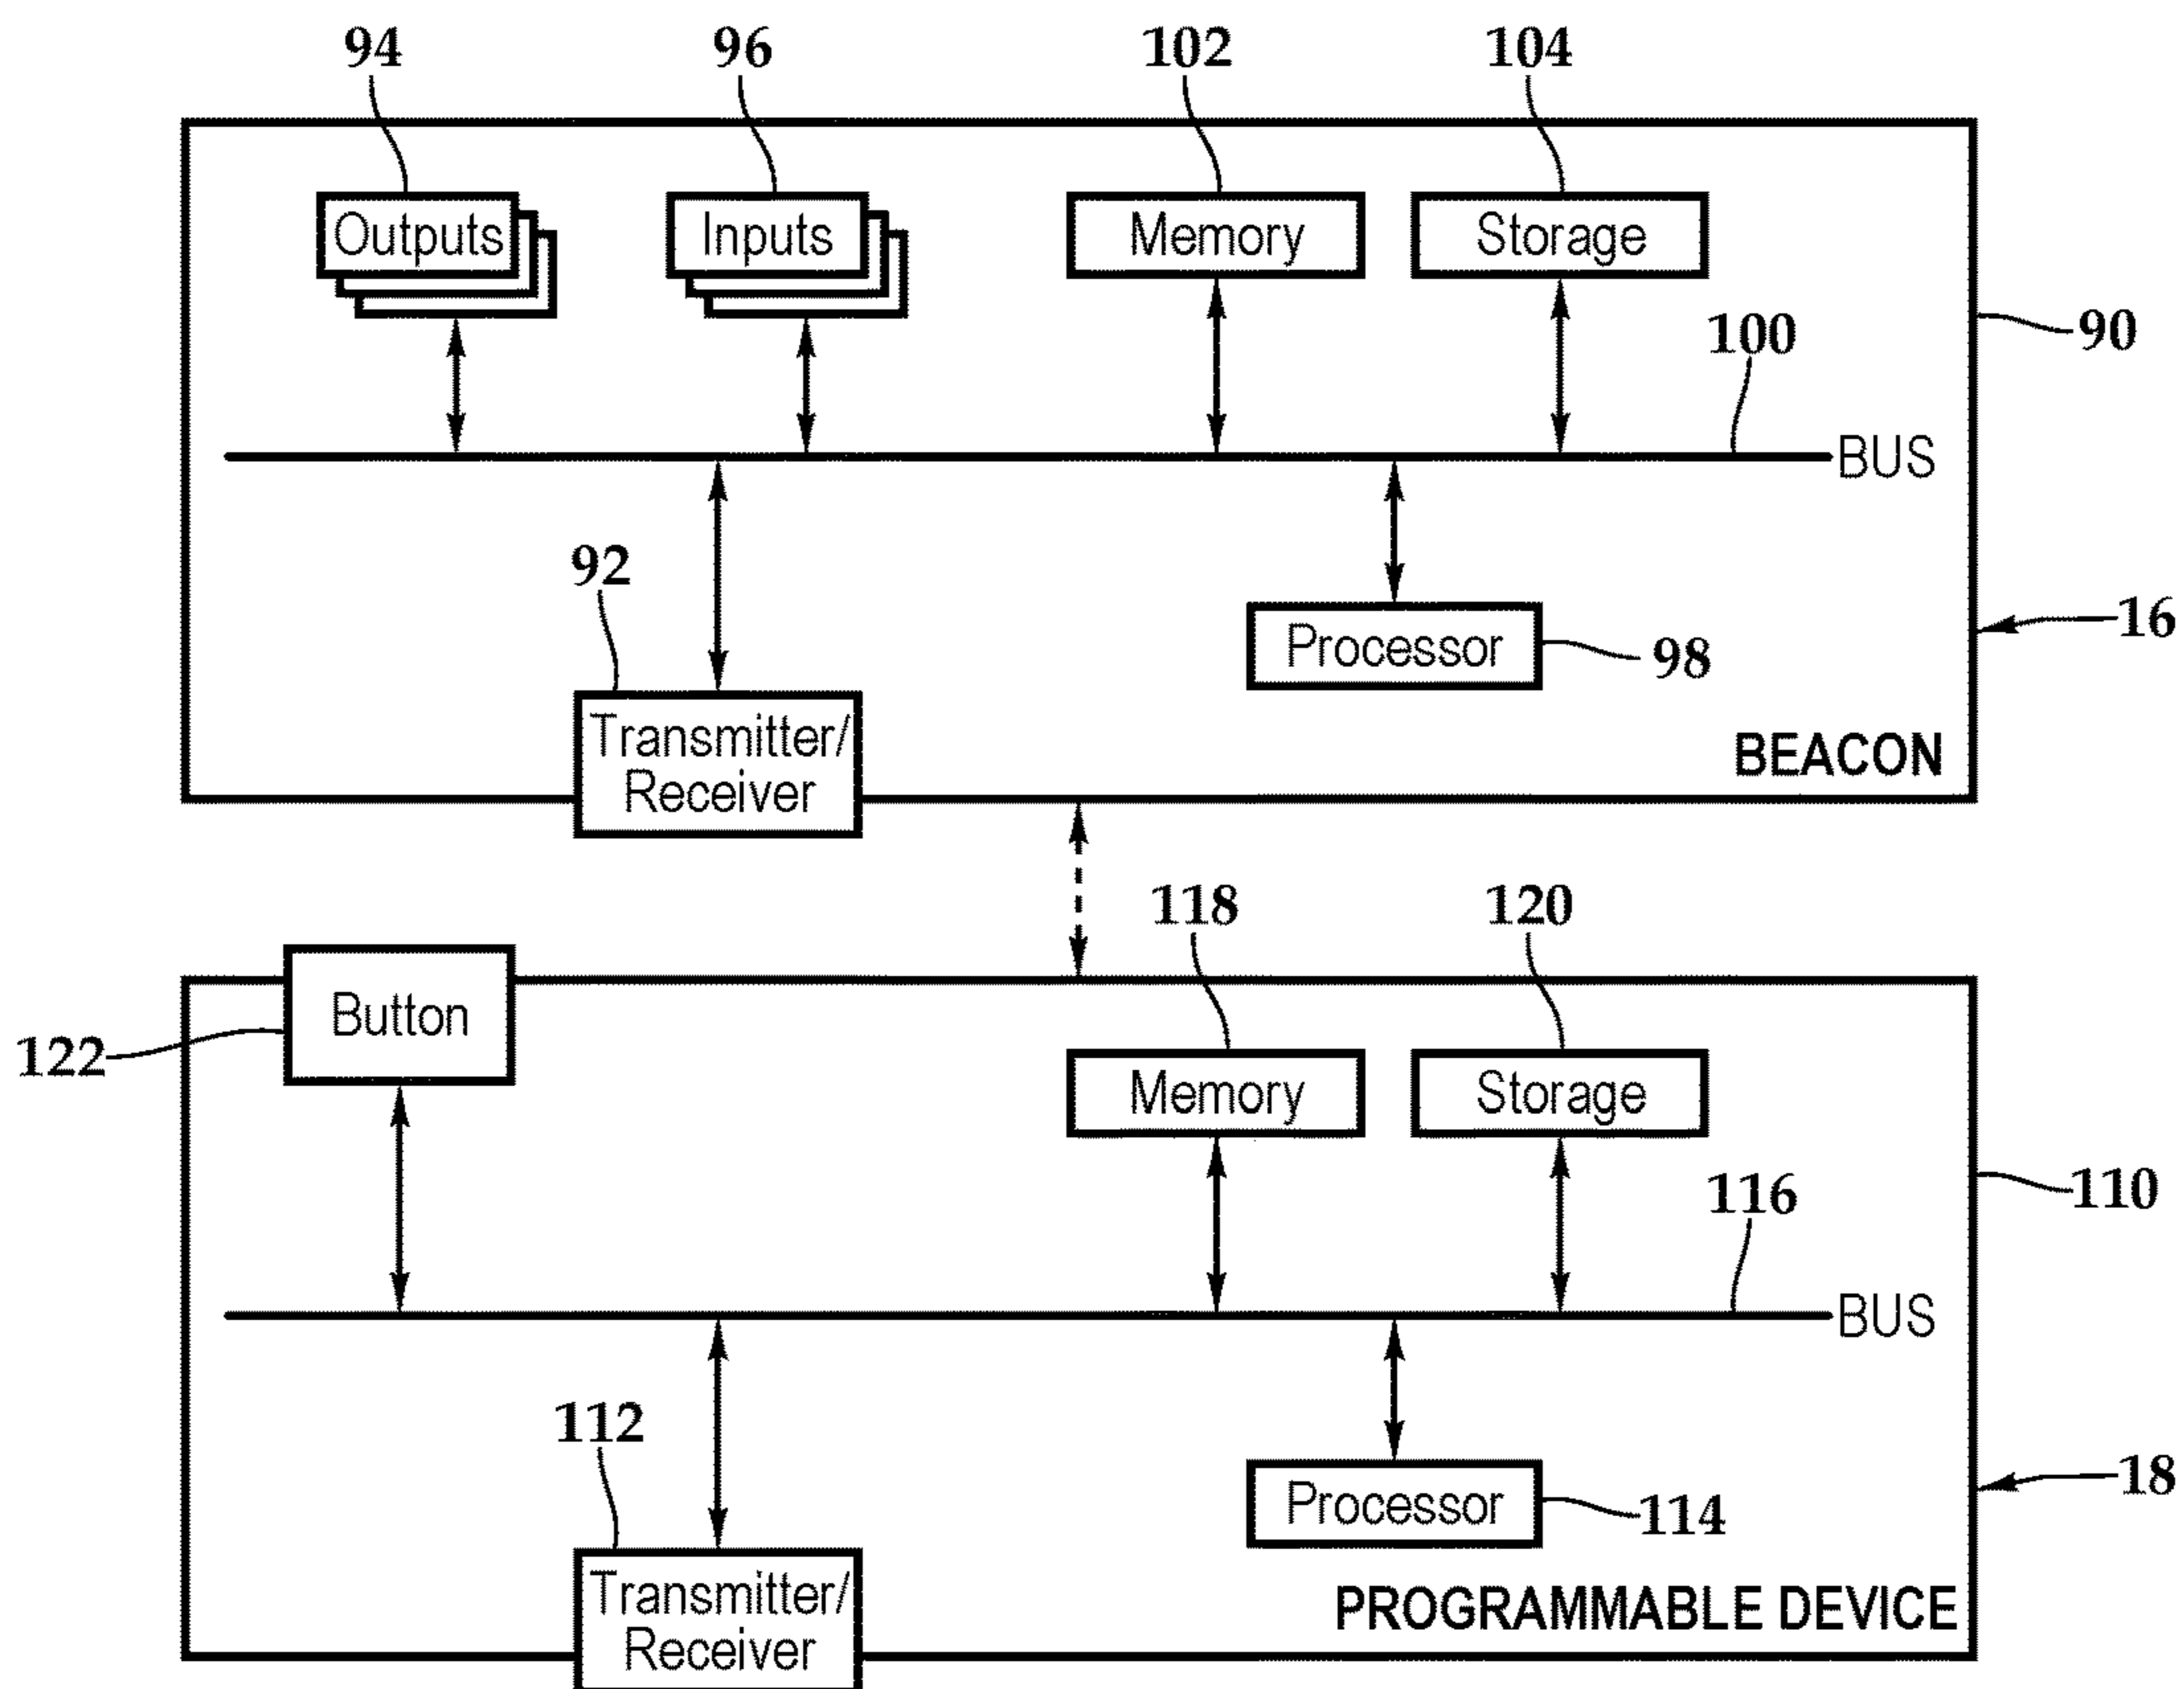 94
96
102
104
Outputs
Inputs
Memory
Storage
100
90
BUS
92
16
Processor
98
Transmitter/
Receiver
BEACON
118
120
Button
122
Memory
Storage
110
116
BUS
112
18
Processor
114
Transmitter/
Receiver
PROGRAMMABLE DEVICE